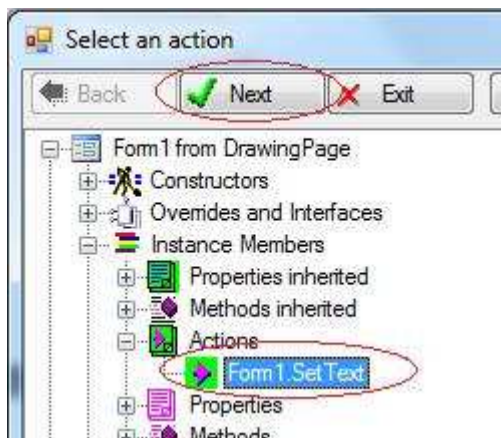 Select an action
Back Next Exit
Form1 from DrawingPage
Constructors
Overrides and Interfaces
Instance Members
Properties inherited
Methods inherited
Actions
Form1.SetText
Properties
Methods